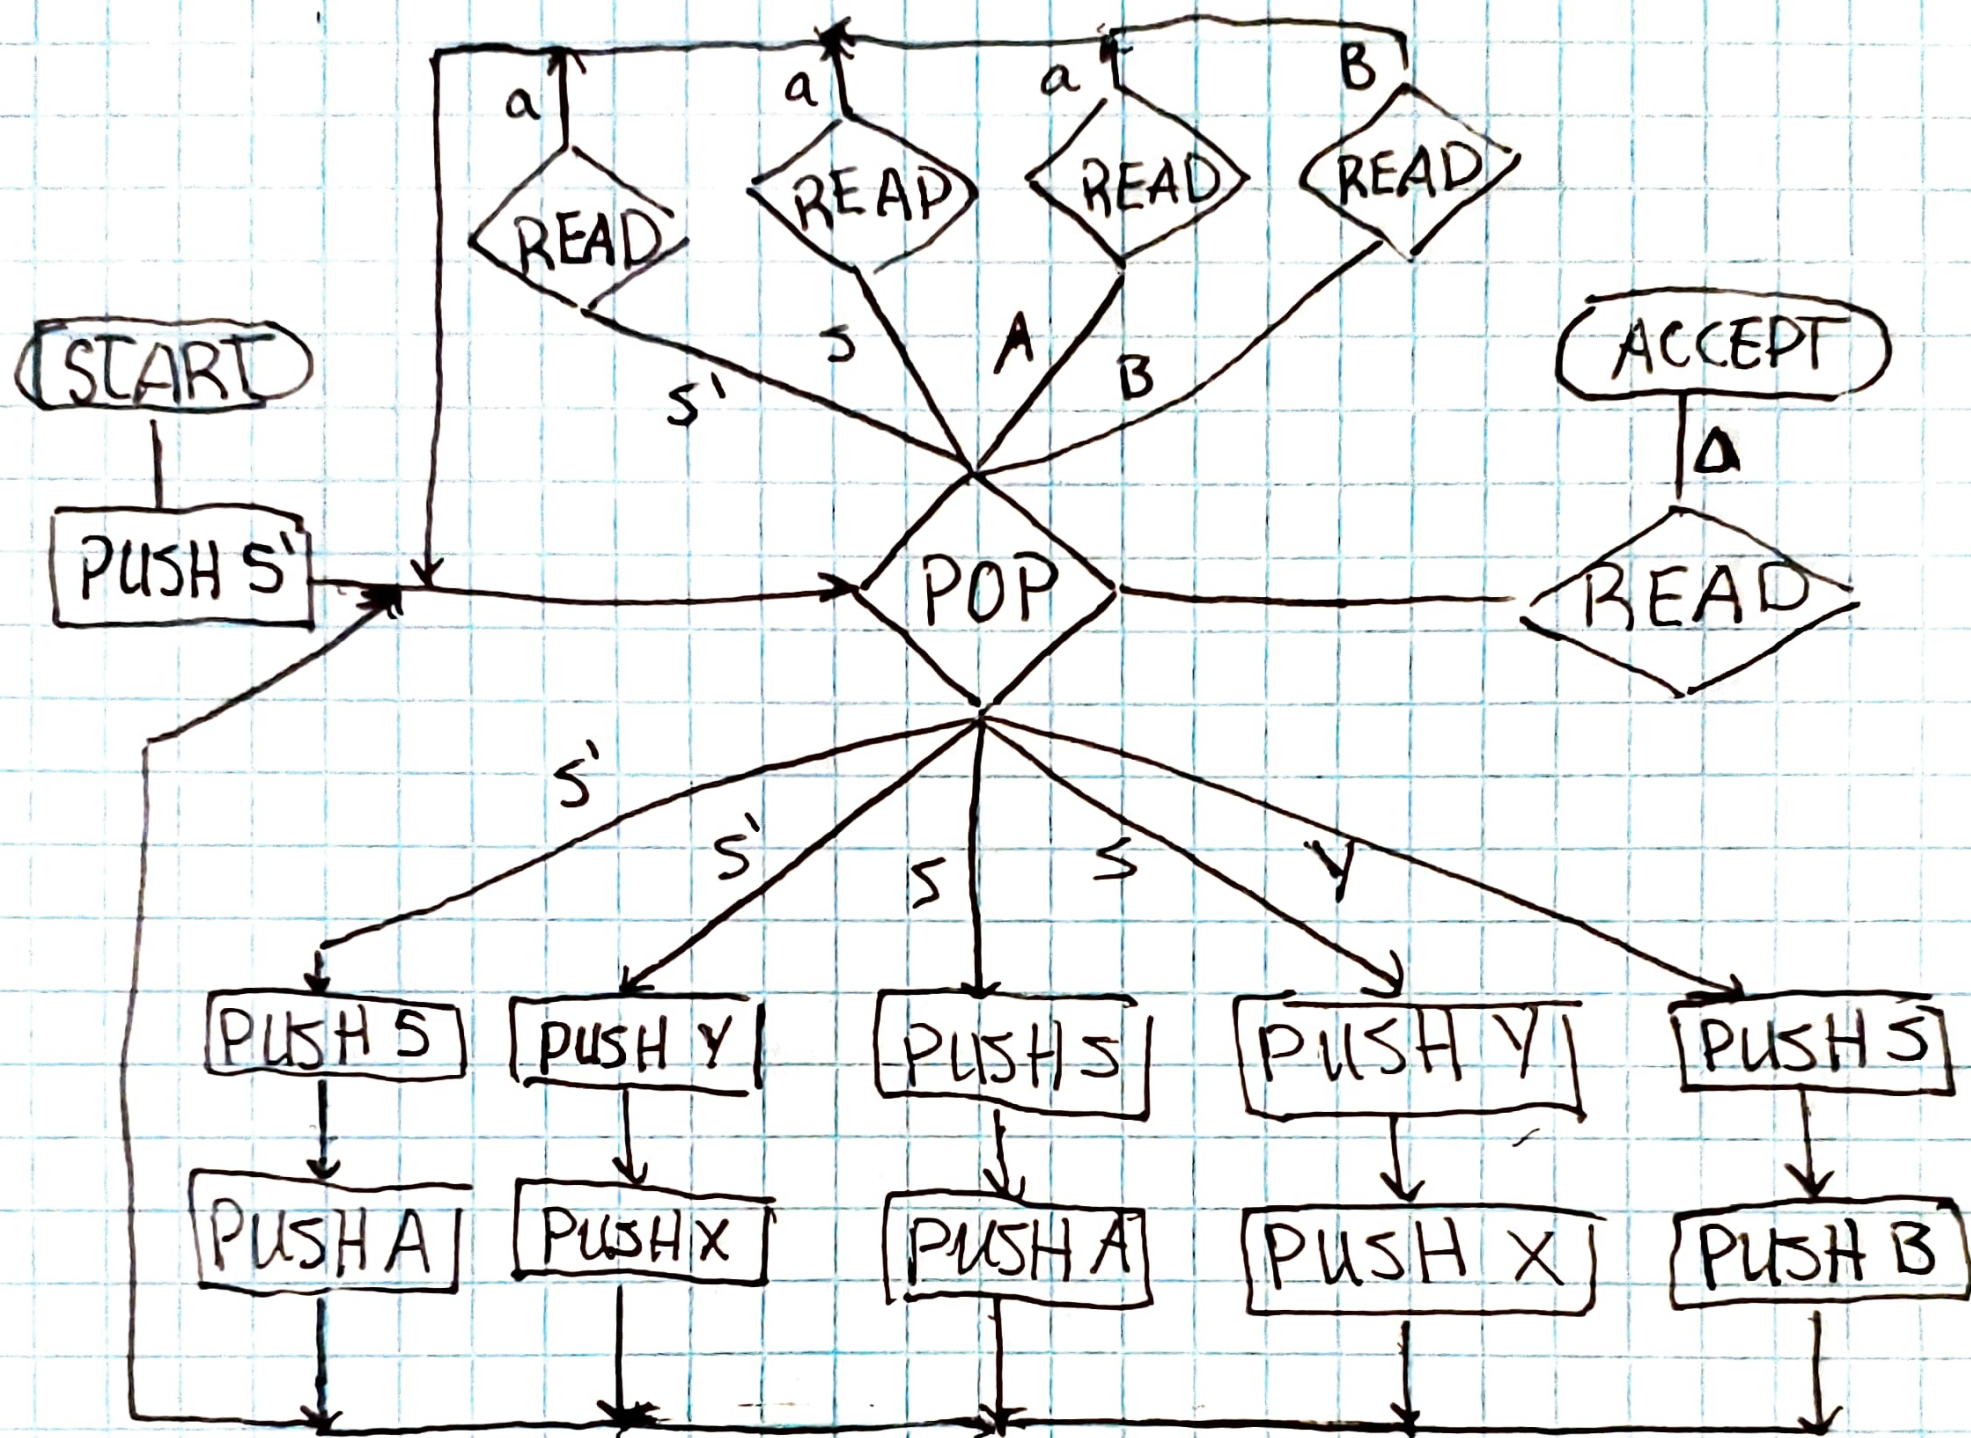 a a a B
READ READ READ READ
START S' S A B ACCEPT
Δ
PUSH S' POP READ
S' S' S S Y
PUSH S PUSH Y PUSH S PUSH Y PUSH S
PUSH A PUSH X PUSH A PUSH X PUSH B